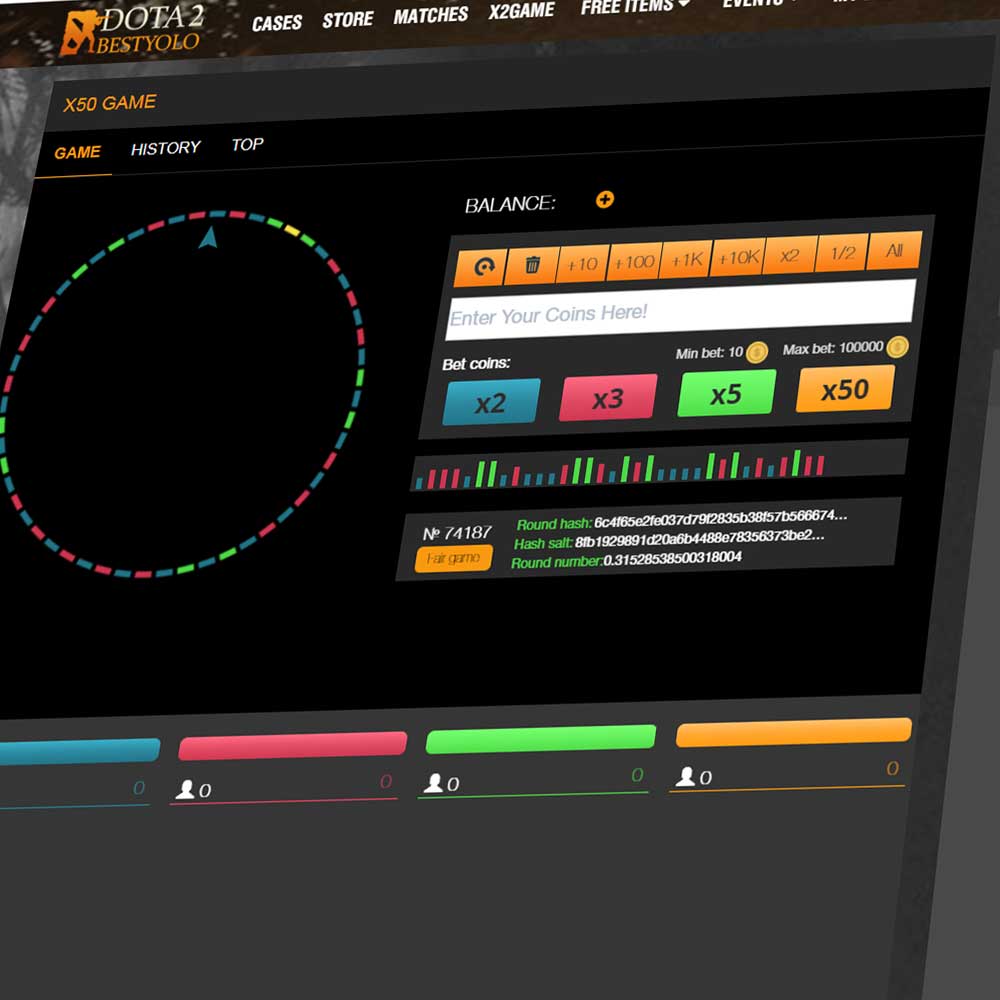 DOTA 2
BESTYOLO
CASES STORE MATCHES X2GAME FREE ITEMS EVENTS
X50 GAME
GAME HISTORY TOP
BALANCE:
+10 +100 +1K +10K x2 1/2 All
Enter Your Coins Here!
Bet coins: Min bet: 10 Max bet: 100000
x2 x3 x5 x50
№ 74187
Fair game
Round hash: 6c4f65e2fe037d79f2835b38f57b566674...
Hash salt: 8fb1929891d20a6b4488e78356373be2...
Round number:0.31528538500318004
0 0 0 0 0 0 0